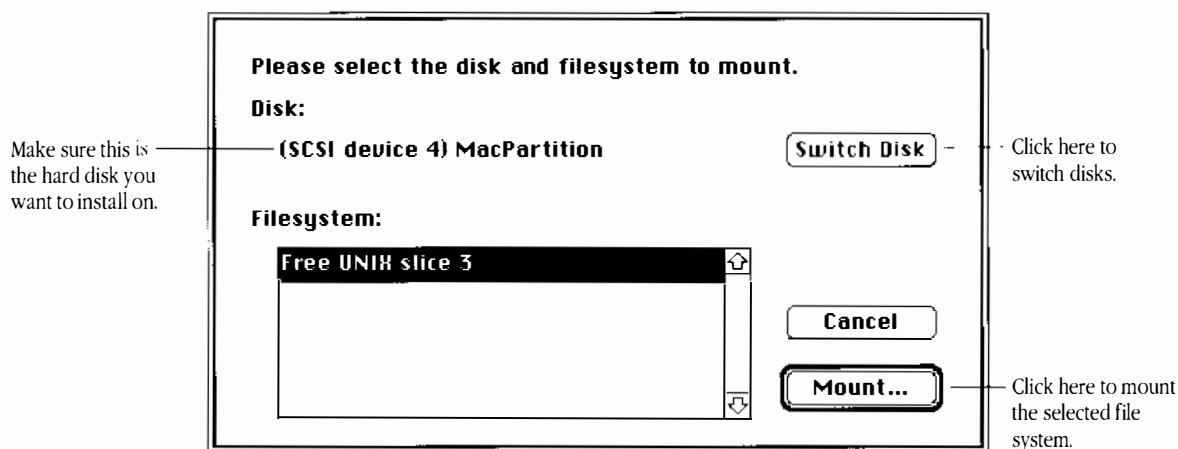 Please select the disk and filesystem to mount.
Disk:
Make sure this is
the hard disk you
want to install on.
(SCSI device 4) MacPartition
Switch Disk
Click here to
switch disks.
Filesystem:
Free UNIX slice 3
Cancel
Mount...
Click here to mount
the selected file
system.